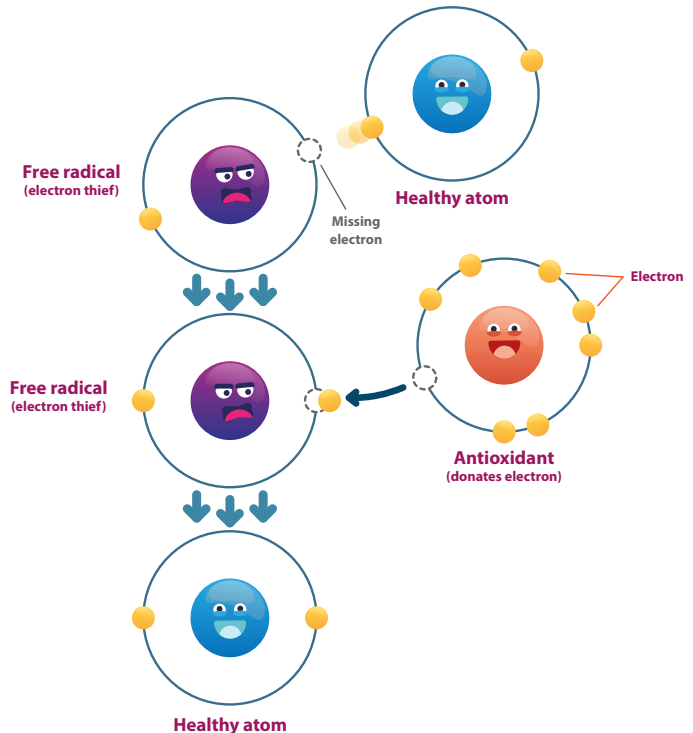 Free radical
(electron thief)
Healthy atom
Missing
electron
Electron
Free radical
(electron thief)
Antioxidant
(donates electron)
Healthy atom